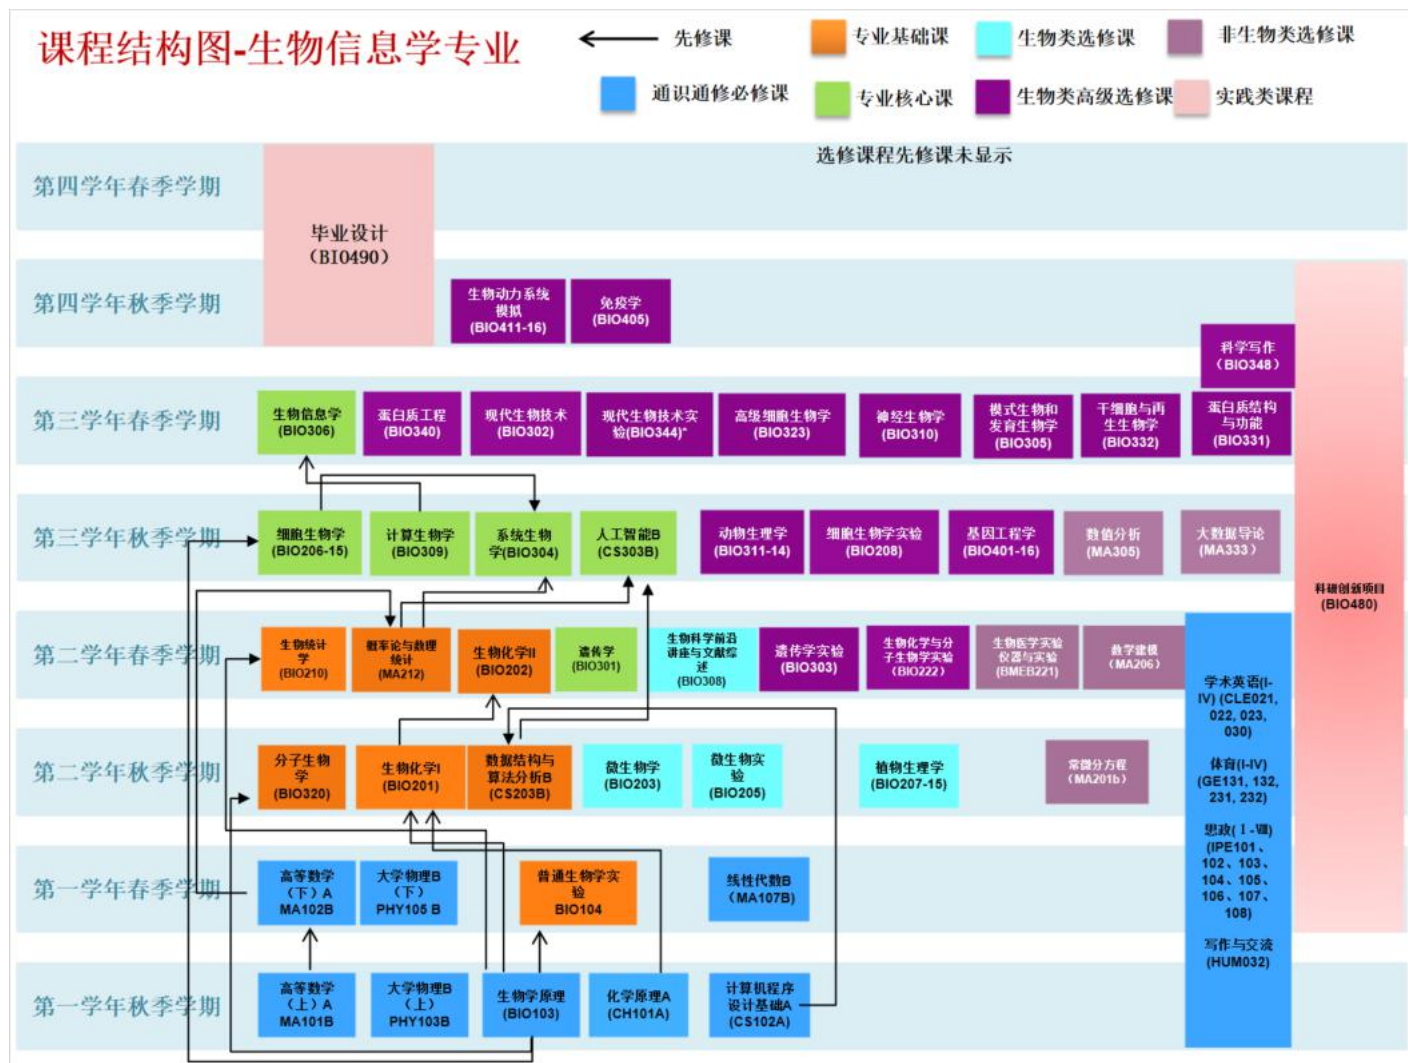 课程结构图-生物信息学专业
先修课
专业基础课
生物类选修课
非生物类选修课
通识通修必修课
专业核心课
生物类高级选修课
实践类课程
选修课程先修课未显示
第四学年春季学期
毕业设计
(BIO490)
第四学年秋季学期
生物动力系统
模拟
(BIO411-16)
免疫学
(BIO405)
科学写作
(BIO348)
第三学年春季学期
生物信息学
(BIO306)
蛋白质工程
(BIO340)
现代生物技术
(BIO302)
现代生物技术实
验(BIO344)*
高级细胞生物学
(BIO323)
神经生物学
(BIO310)
模式生物和
发育生物学
(BIO305)
干细胞与再
生生物学
(BIO332)
蛋白质结构
与功能
(BIO331)
第三学年秋季学期
细胞生物学
(BIO206-15)
计算生物学
(BIO309)
系统生物
学(BIO304)
人工智能B
(CS303B)
动物生理学
(BIO311-14)
细胞生物学实验
(BIO208)
基因工程学
(BIO401-16)
数值分析
(MA305)
大数据导论
(MA333)
科研创新项目
(BIO480)
第二学年春季学期
生物统计
学
(BIO210)
概率论与数理
统计
(MA212)
生物化学II
(BIO202)
遗传学
(BIO301)
生物科学前沿
讲座与文献综
述
(BIO308)
遗传学实验
(BIO303)
生物化学与分
子生物学实验
(BIO222)
生物医学实验
仪器与实验
(BMEB221)
数学建模
(MA206)
学术英语(I-
IV) (CLE021,
022, 023,
030)
体育(I-IV)
(GE131, 132,
231, 232)
思政(Ⅰ-Ⅷ)
(IPE101、
102、103、
104、105、
106、107、
108)
写作与交流
(HUM032)
第二学年秋季学期
分子生物
学
(BIO320)
生物化学I
(BIO201)
数据结构与
算法分析B
(CS203B)
微生物学
(BIO203)
微生物实
验
(BIO205)
植物生理学
(BIO207-15)
常微分方程
(MA201b)
第一学年春季学期
高等数学
(下) A
MA102B
大学物理B
(下)
PHY105 B
普通生物学实
验
BIO104
线性代数B
(MA107B)
第一学年秋季学期
高等数学
(上) A
MA101B
大学物理B
(上)
PHY103B
生物学原理
(BIO103)
化学原理A
(CH101A)
计算机程序
设计基础A
(CS102A)